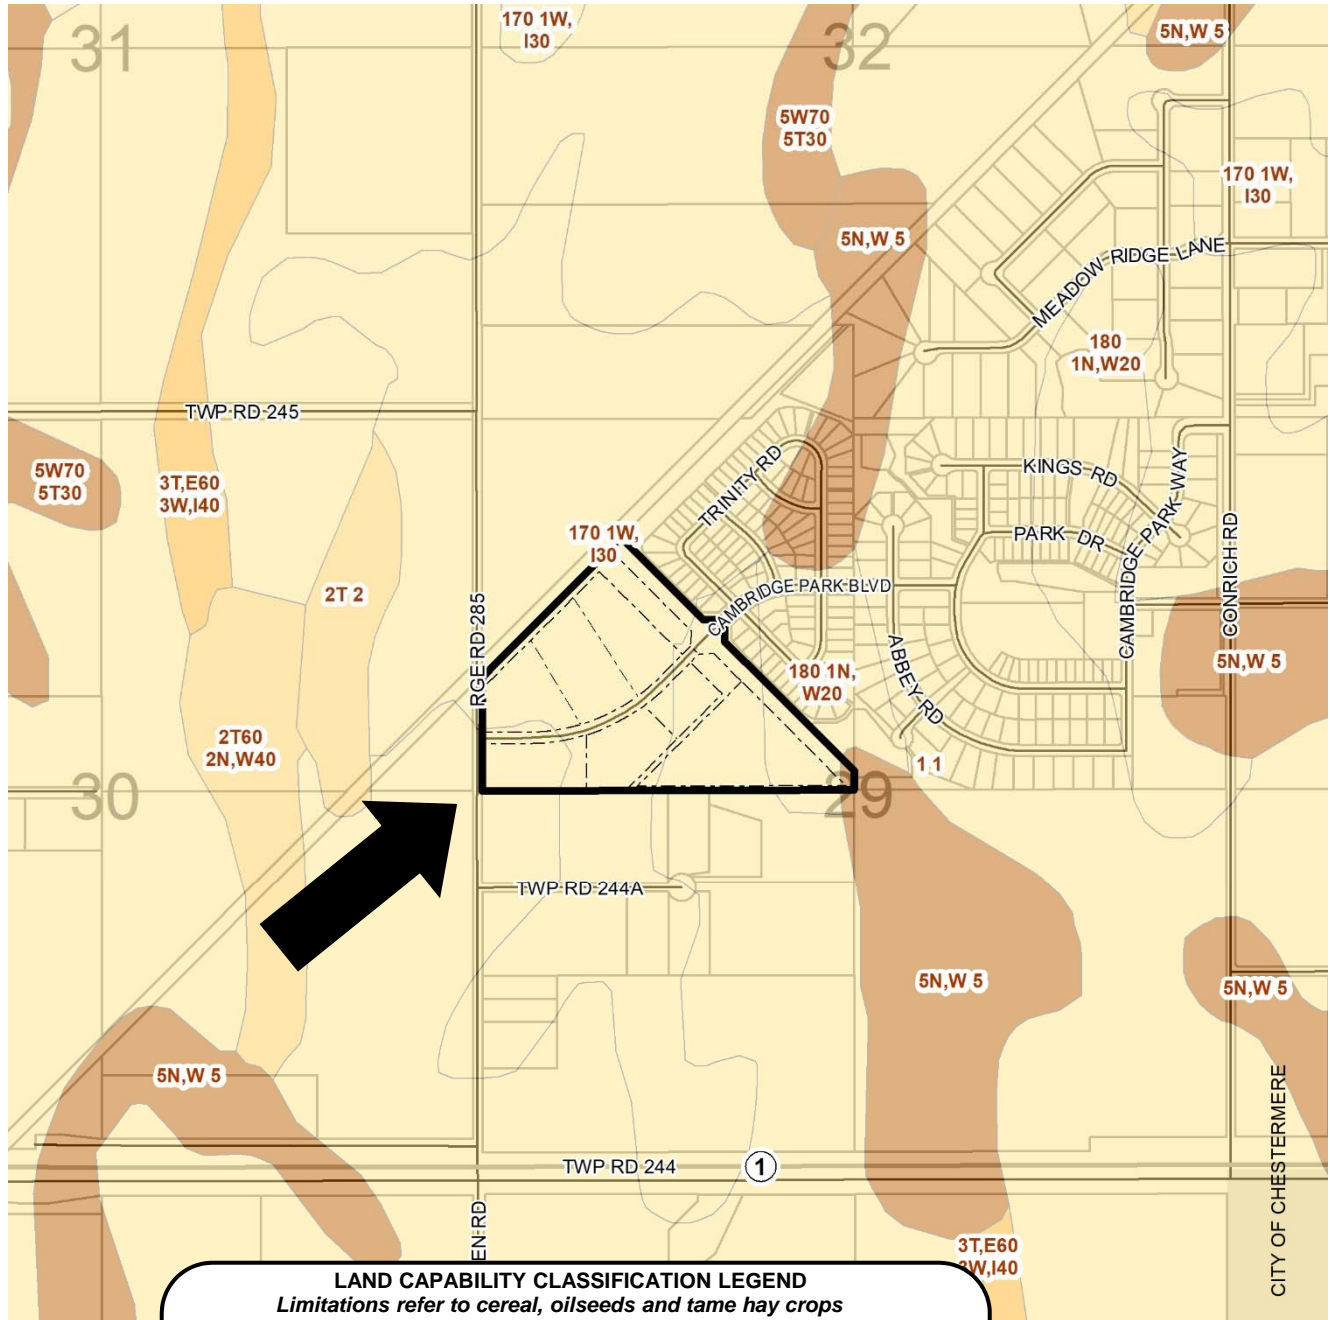 31
170 1W,
I30
32
5N,W 5
5W70
5T30
170 1W,
I30
5N,W 5
MEADOW RIDGE LANE
180
1N,W20
TWP RD 245
5W70
5T30
3T,E60
3W,I40
TRINITY RD
KINGS RD
CAMBRIDGE PARK WAY
PARK DR
CONRICH RD
170 1W,
I30
2T 2
CAMBRIDGE PARK BLVD
RGE RD 285
ABBEY RD
5N,W 5
180 1N,
W20
2T60
2N,W40
1 1
30
29
TWP RD 244A
5N,W 5
5N,W 5
5N,W 5
TWP RD 244
1
CITY OF CHESTERMERE
EN RD
3T,E60
3W,I40
LAND CAPABILITY CLASSIFICATION LEGEND
Limitations refer to cereal, oilseeds and tame hay crops